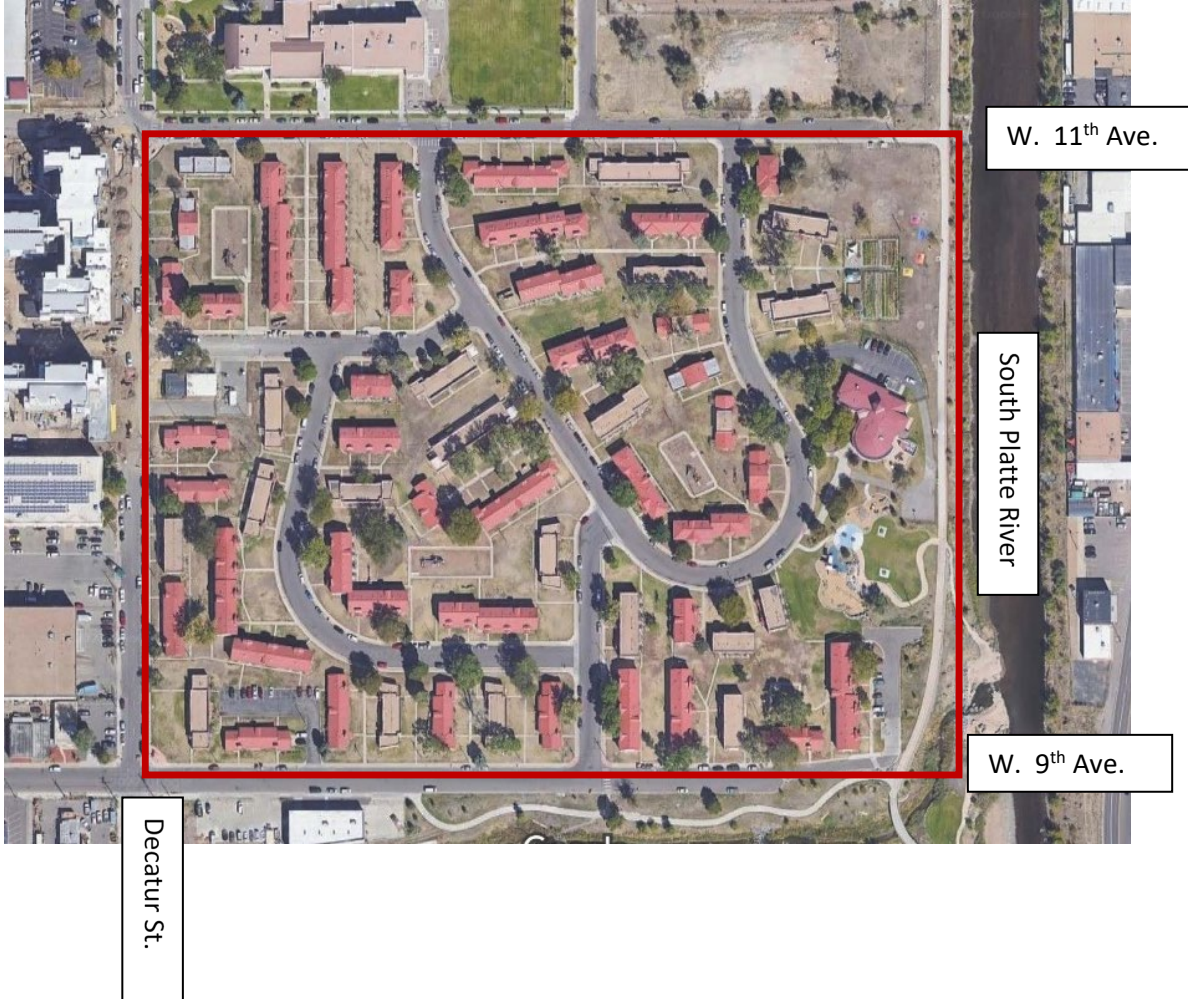 W. 11th Ave.
South Platte River
W. 9th Ave.
Decatur St.